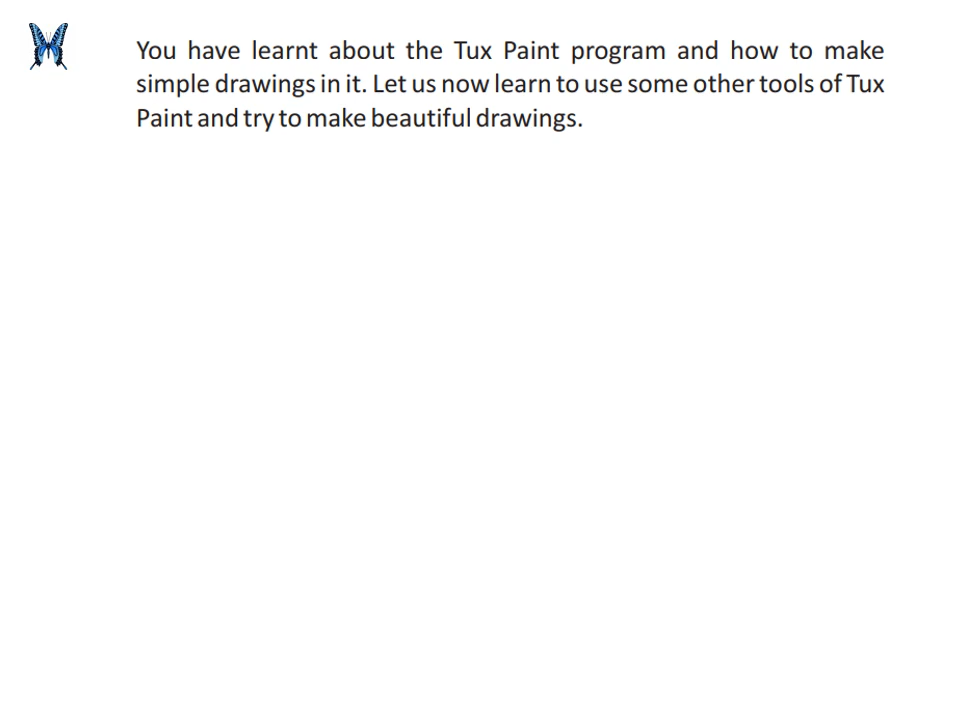 You have learnt about the Tux Paint program and how to make
simple drawings in it. Let us now learn to use some other tools of Tux
Paint and try to make beautiful drawings.